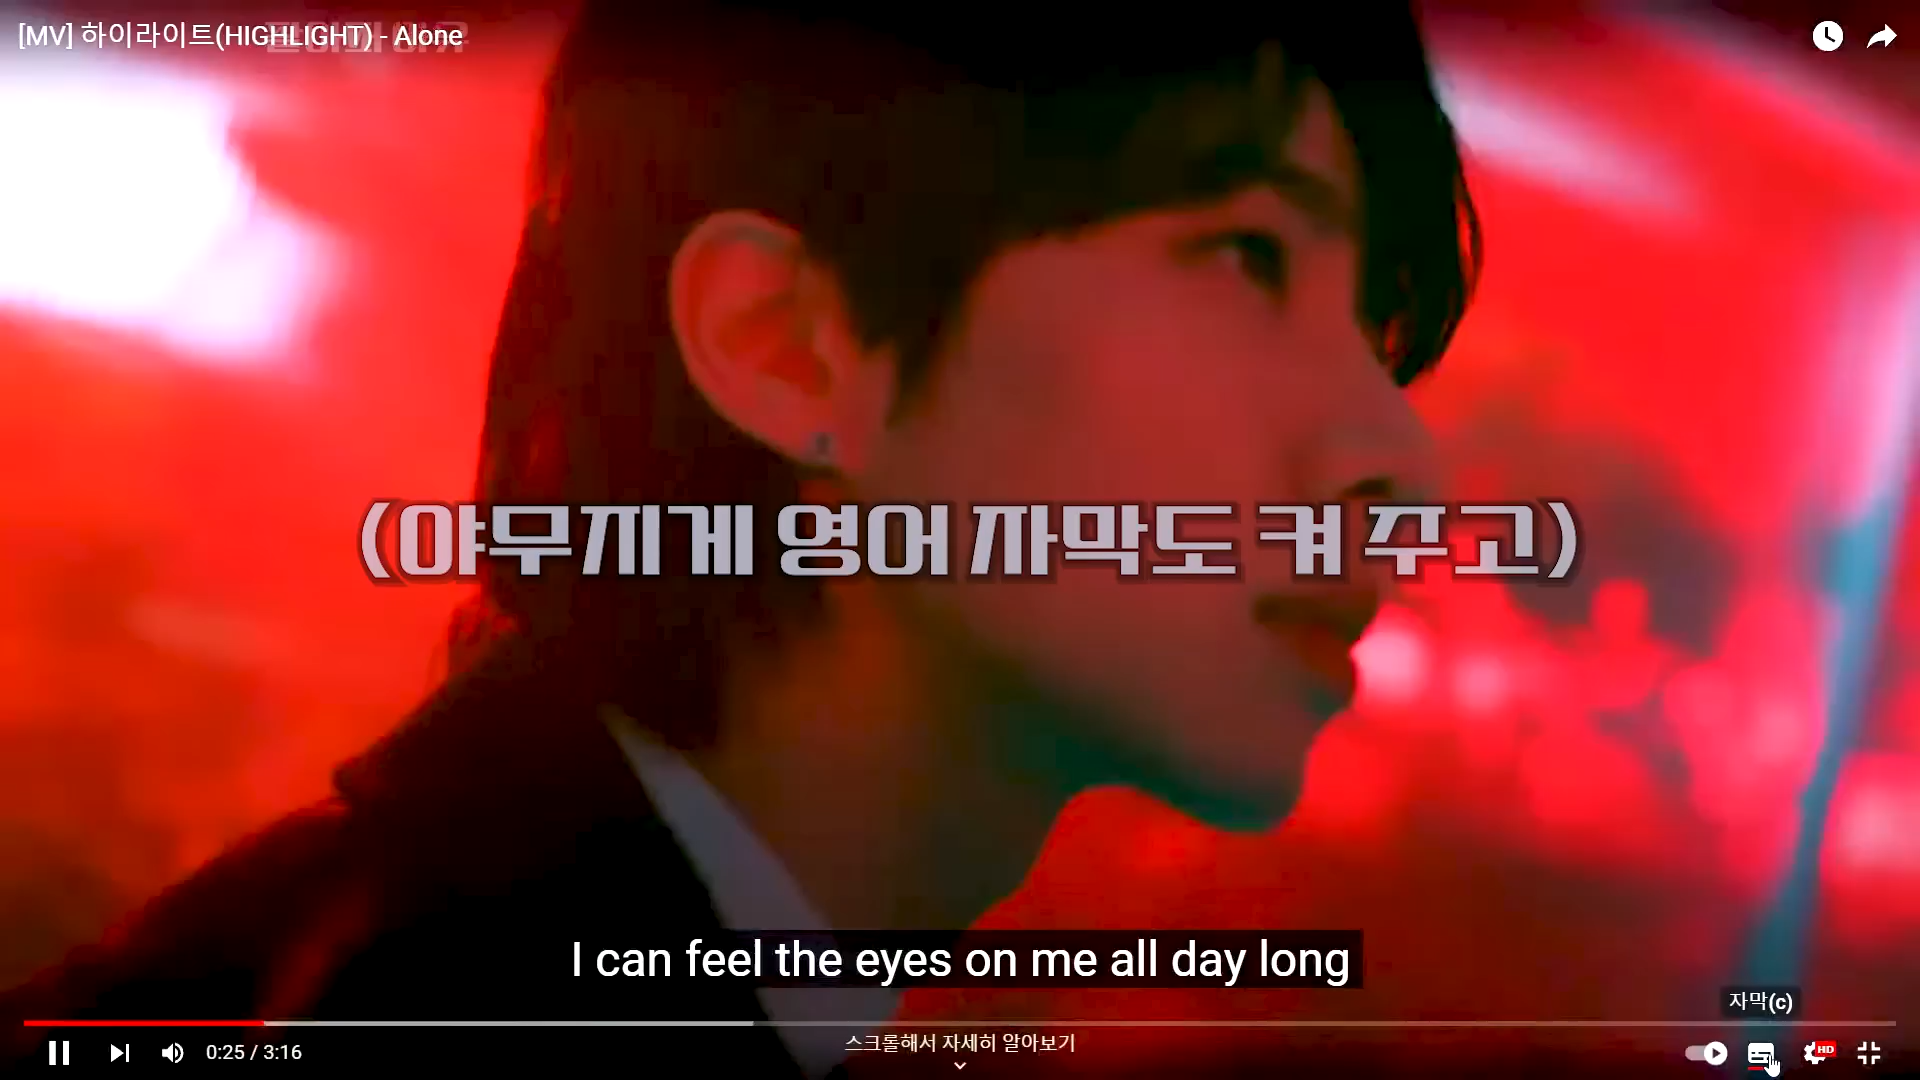 [MV] 하이라이트(HIGHLIGHT) - Alone
(야무지게 영어 자막도 켜 주고)
I can feel the eyes on me all day long
자막(c)
스크롤해서 자세히 알아보기
0:25 / 3:16
HD